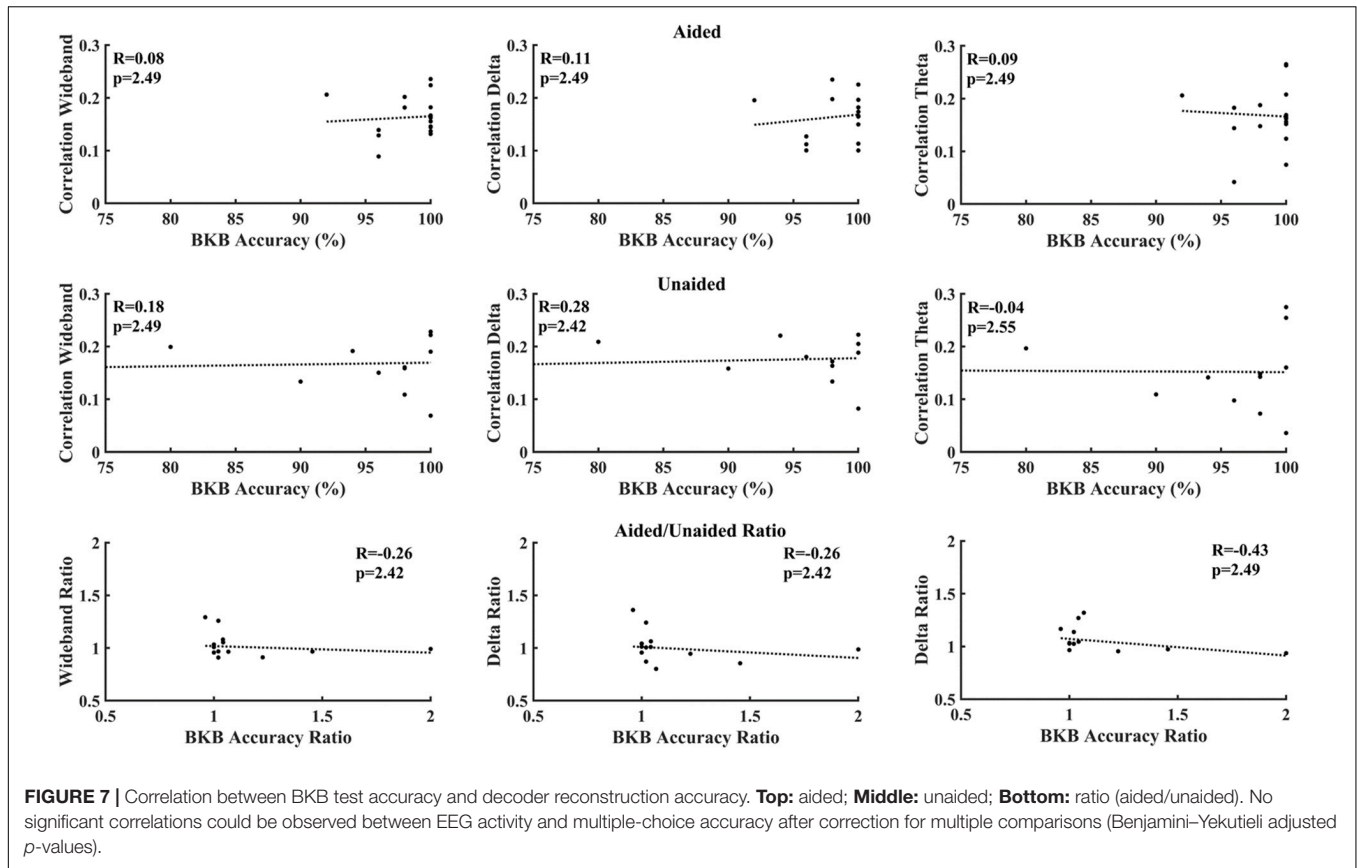 Aided
R=0.08
p=2.49
Correlation Wideband
0.3
0.2
0.1
0
75 80 85 90 95 100
BKB Accuracy (%)
R=0.11
p=2.49
Correlation Delta
0.3
0.2
0.1
0
75 80 85 90 95 100
BKB Accuracy (%)
R=0.09
p=2.49
Correlation Theta
0.3
0.2
0.1
0
75 80 85 90 95 100
BKB Accuracy (%)
Unaided
R=0.18
p=2.49
Correlation Wideband
0.3
0.2
0.1
0
75 80 85 90 95 100
BKB Accuracy (%)
R=0.28
p=2.42
Correlation Delta
0.3
0.2
0.1
0
75 80 85 90 95 100
BKB Accuracy (%)
R=-0.04
p=2.55
Correlation Theta
0.3
0.2
0.1
0
75 80 85 90 95 100
BKB Accuracy (%)
Aided/Unaided Ratio
R=-0.26
p=2.42
Wideband Ratio
2
1.5
1
0.5
0.5 1 1.5 2
BKB Accuracy Ratio
R=-0.26
p=2.42
Delta Ratio
2
1.5
1
0.5
0.5 1 1.5 2
BKB Accuracy Ratio
R=-0.43
p=2.49
Delta Ratio
2
1.5
1
0.5
0.5 1 1.5 2
BKB Accuracy Ratio
FIGURE 7 | Correlation between BKB test accuracy and decoder reconstruction accuracy. Top: aided; Middle: unaided; Bottom: ratio (aided/unaided). No
significant correlations could be observed between EEG activity and multiple-choice accuracy after correction for multiple comparisons (Benjamini–Yekutieli adjusted
p-values).